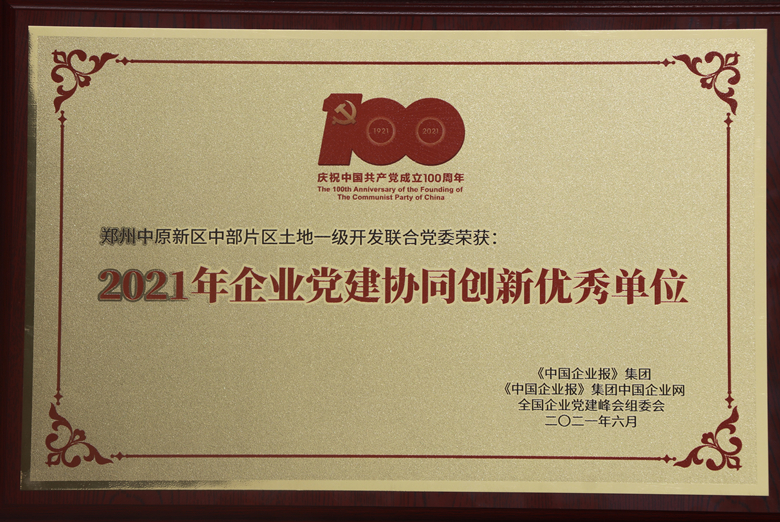 100
1921 2021
庆祝中国共产党成立100周年
The 100th Anniversary of the Founding of
The Communist Party of China
郑州中原新区中部片区土地一级开发联合党委荣获：
2021年企业党建协同创新优秀单位
《中国企业报》集团
《中国企业报》集团中国企业网
全国企业党建峰会组委会
二〇二一年六月